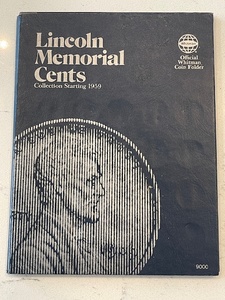 Lincoln
Memorial
Cents
Collection Starting 1959
Official
Whitman
Coin Folder
9000